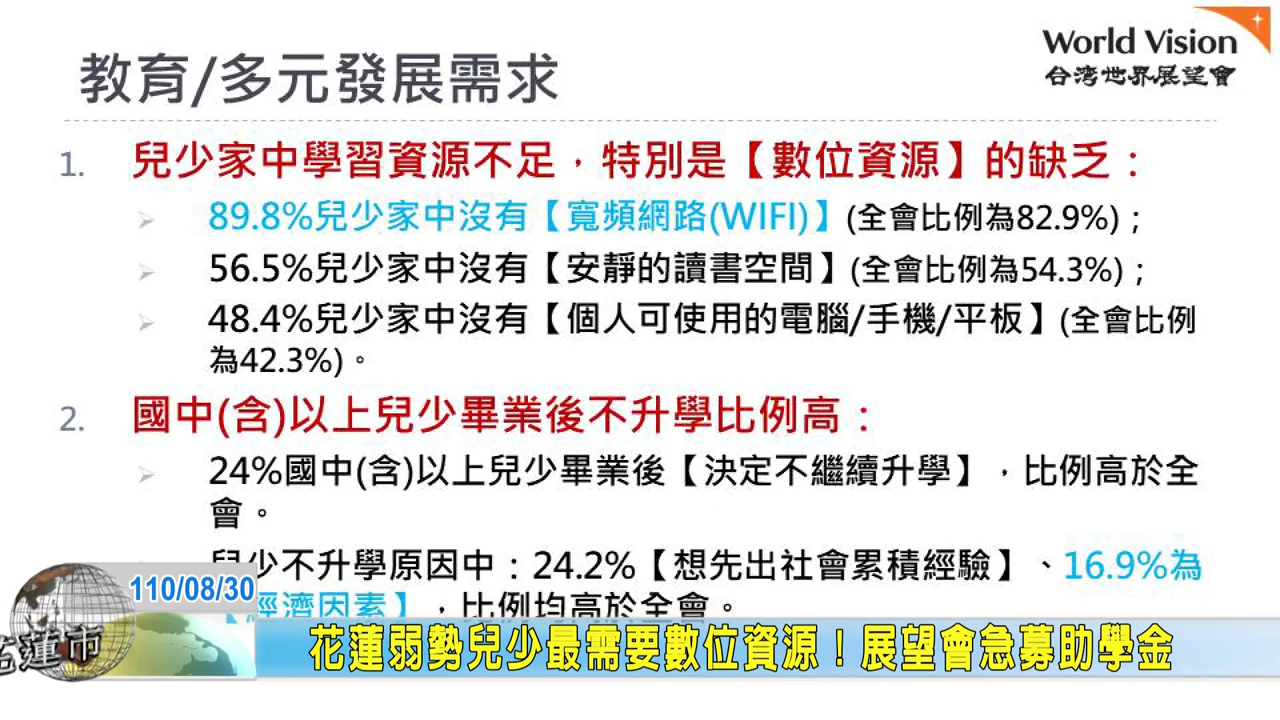 World Vision
台湾世界展望會
教育/多元發展需求
1. 兒少家中學習資源不足，特別是【數位資源】的缺乏：
89.8%兒少家中沒有【寬頻網路(WIFI)】(全會比例為82.9%)；
56.5%兒少家中沒有【安靜的讀書空間】(全會比例為54.3%)；
48.4%兒少家中沒有【個人可使用的電腦/手機/平板】(全會比例
為42.3%)。
2. 國中(含)以上兒少畢業後不升學比例高：
24%國中(含)以上兒少畢業後【決定不繼續升學】，比例高於全
會。
兒少不升學原因中：24.2%【想先出社會累積經驗】、16.9%為
【經濟因素】，比例均高於全會。
110/08/30
花蓮市
花蓮弱勢兒少最需要數位資源！展望會急募助學金